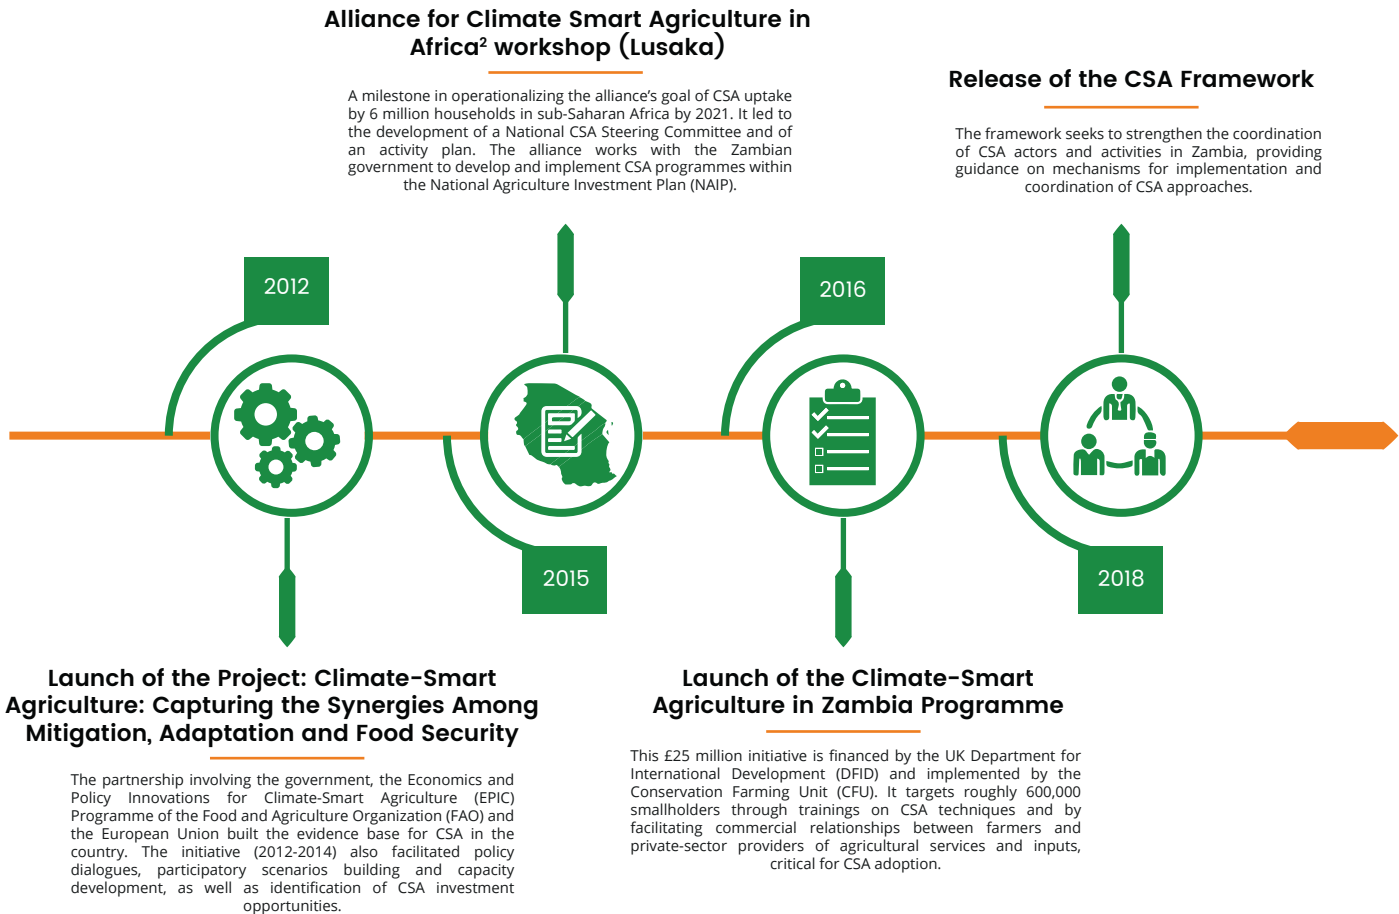 Alliance for Climate Smart Agriculture in
Africa² workshop (Lusaka)
A milestone in operationalizing the alliance's goal of CSA uptake
by 6 million households in sub-Saharan Africa by 2021. It led to
the development of a National CSA Steering Committee and of
an activity plan. The alliance works with the Zambian
government to develop and implement CSA programmes within
the National Agriculture Investment Plan (NAIP).
Release of the CSA Framework
The framework seeks to strengthen the coordination
of CSA actors and activities in Zambia, providing
guidance on mechanisms for implementation and
coordination of CSA approaches.
2012
2016
2015
2018
Launch of the Project: Climate-Smart
Agriculture: Capturing the Synergies Among
Mitigation, Adaptation and Food Security
The partnership involving the government, the Economics and
Policy Innovations for Climate-Smart Agriculture (EPIC)
Programme of the Food and Agriculture Organization (FAO) and
the European Union built the evidence base for CSA in the
country. The initiative (2012-2014) also facilitated policy
dialogues, participatory scenarios building and capacity
development, as well as identification of CSA investment
opportunities.
Launch of the Climate-Smart
Agriculture in Zambia Programme
This £25 million initiative is financed by the UK Department for
International Development (DFID) and implemented by the
Conservation Farming Unit (CFU). It targets roughly 600,000
smallholders through trainings on CSA techniques and by
facilitating commercial relationships between farmers and
private-sector providers of agricultural services and inputs,
critical for CSA adoption.